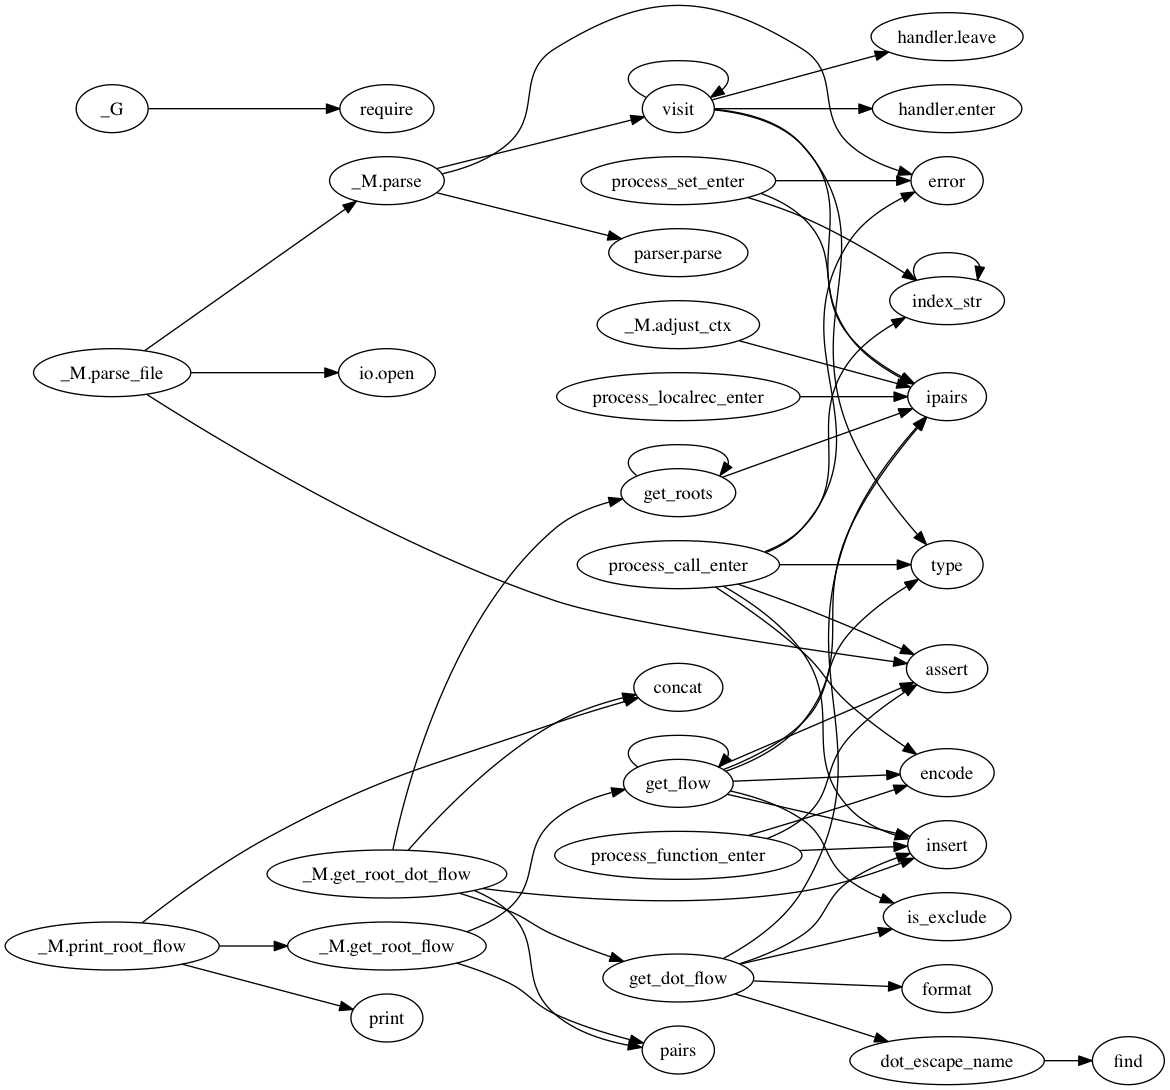 handler.leave
_G
require
visit
handler.enter
_M.parse
process_set_enter
error
parser.parse
index_str
_M.adjust_ctx
_M.parse_file
io.open
process_localrec_enter
ipairs
get_roots
process_call_enter
type
assert
concat
get_flow
encode
insert
process_function_enter
_M.get_root_dot_flow
is_exclude
_M.print_root_flow
_M.get_root_flow
get_dot_flow
format
print
pairs
dot_escape_name
find